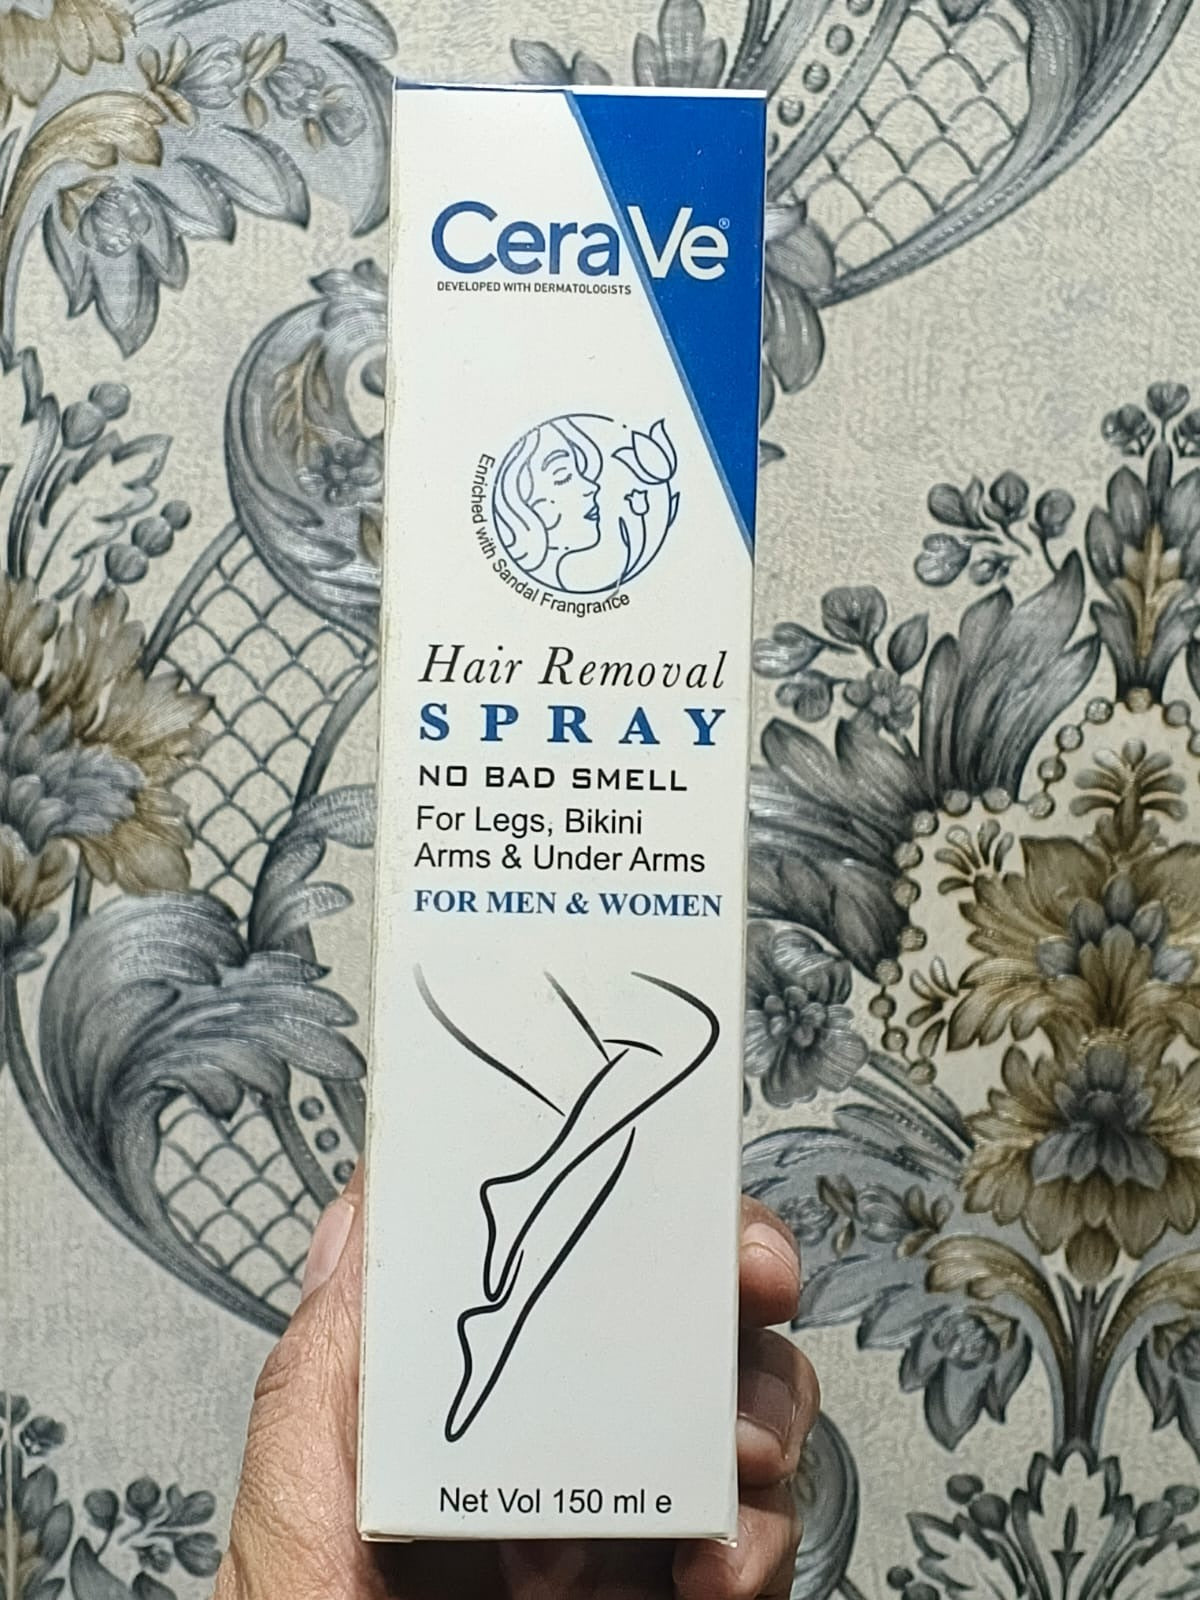 CeraVe®
DEVELOPED WITH DERMATOLOGISTS
Enriched with Sandal Frangrance
Hair Removal
SPRAY
NO BAD SMELL
For Legs, Bikini
Arms & Under Arms
FOR MEN & WOMEN
Net Vol 150 ml e